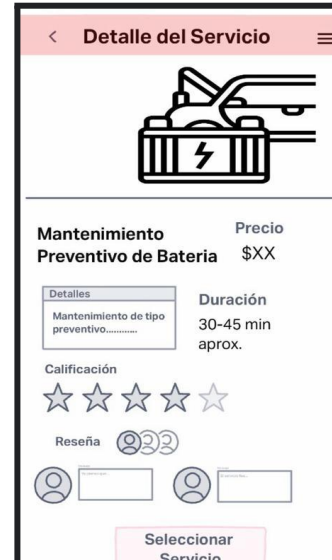 Detalle del Servicio
Mantenimiento
Preventivo de Bateria
Precio
$XX
Detalles
Mantenimiento de tipo
preventivo............
Duración
30-45 min
aprox.
Calificación
Reseña
Seleccionar
Servicio